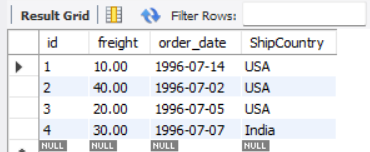 Result Grid Filter Rows:
id freight order_date ShipCountry
1 10.00 1996-07-14 USA
2 40.00 1996-07-02 USA
3 20.00 1996-07-05 USA
4 30.00 1996-07-07 India
NULL NULL NULL NULL